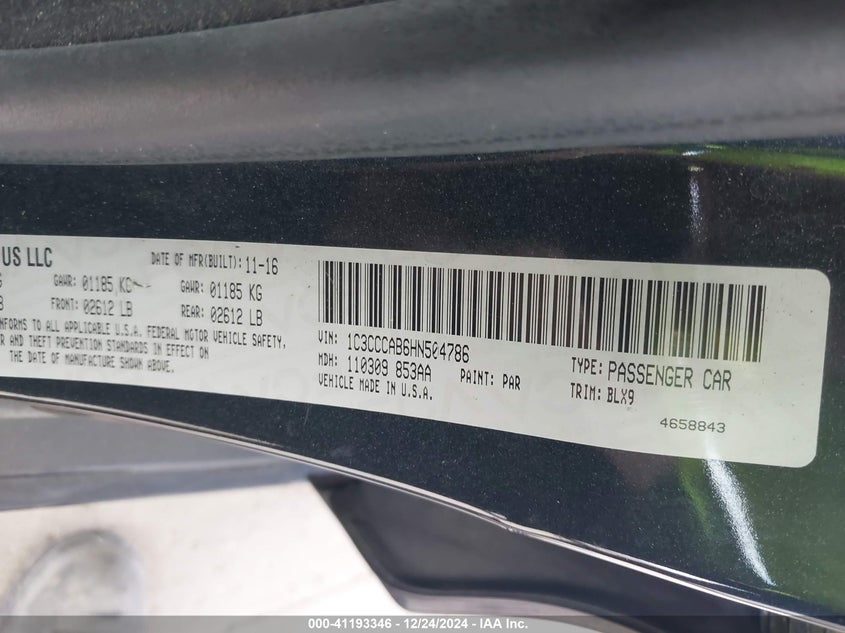 US LLC
DATE OF MFR(BUILT): 11-16
GAWR: 01185 KG
GAWR: 01185 KG
FRONT: 02612 LB
REAR: 02612 LB
TO ALL APPLICABLE U.S.A. FEDERAL MOTOR VEHICLE SAFETY,
AND THEFT PREVENTION STANDARDS IN EFFECT ON
THE DATE OF MANUFACTURE SHOWN ABOVE.
VIN: 1C3CCCAB6HN504786
MDH: 110309 853AA
PAINT: PAR
VEHICLE MADE IN U.S.A.
TYPE: PASSENGER CAR
TRIM: BLX9
4658843
000-41193346 - 12/24/2024 - IAA Inc.